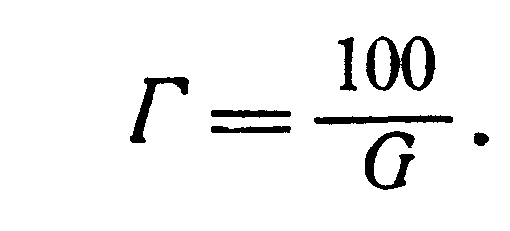 Г = 100/G.